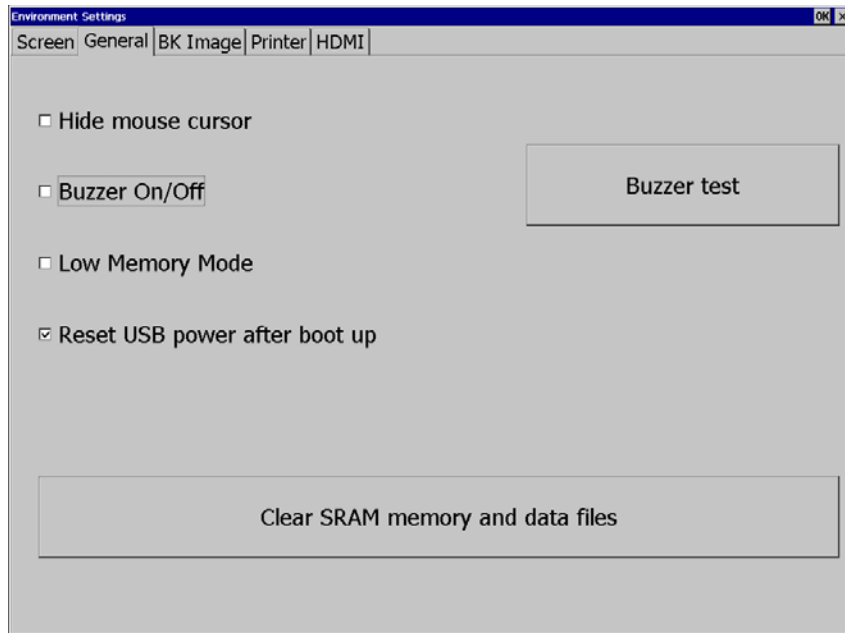 Environment Settings OK ×
Screen General BK Image Printer HDMI
Hide mouse cursor
Buzzer On/Off
Buzzer test
Low Memory Mode
Reset USB power after boot up
Clear SRAM memory and data files